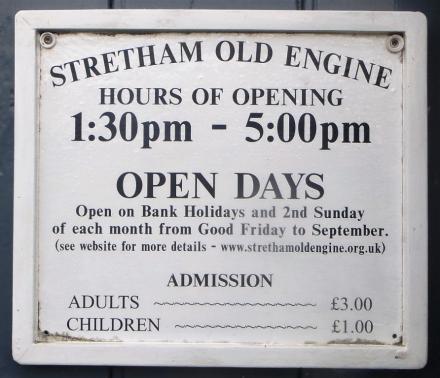 STRETHAM OLD ENGINE
HOURS OF OPENING
1:30pm - 5:00pm
OPEN DAYS
Open on Bank Holidays and 2nd Sunday
of each month from Good Friday to September.
(see website for more details - www.strethamoldengine.org.uk)
ADMISSION
ADULTS ~~~~~~~~~~~~~~~~ £3.00
CHILDREN ~~~~~~~~~~~~~~ £1.00